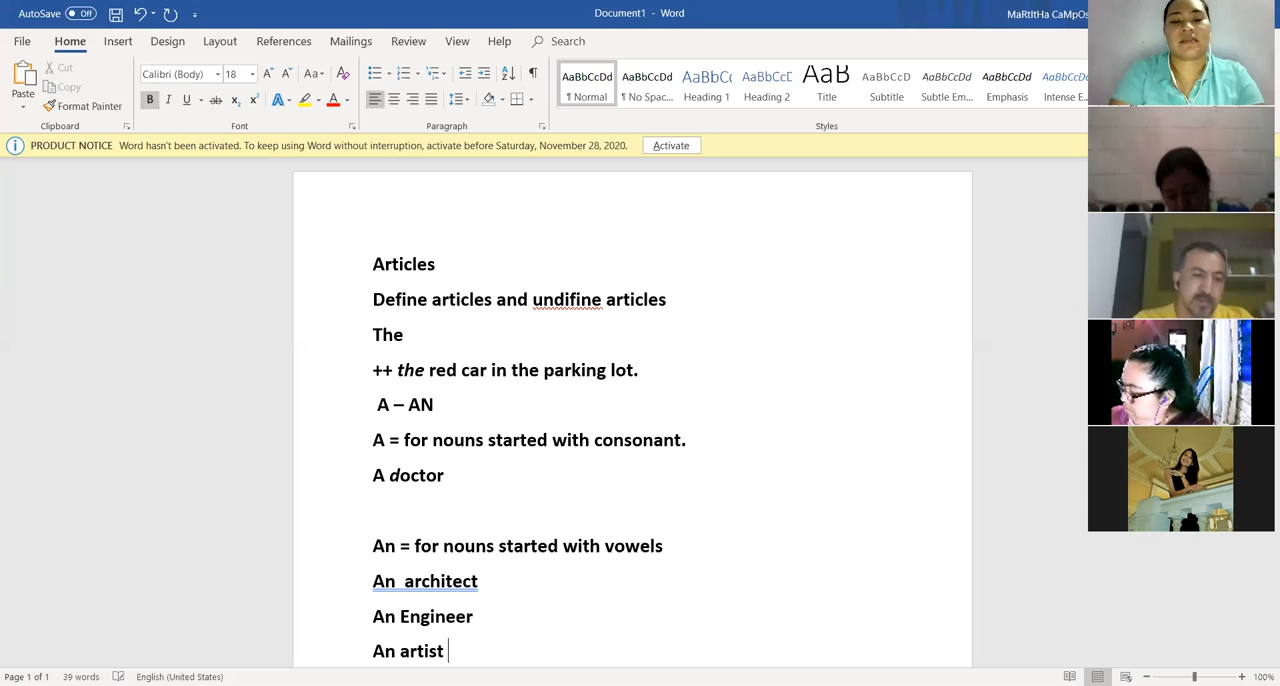 AutoSave Off Document1 - Word MaRtItHa CaMpOs
File Home Insert Design Layout References Mailings Review View Help Search
Paste Cut Copy Format Painter
Calibri (Body) 18
AaBbCcDd AaBbCcDd AaBbCc AaBbCcD AaB AaBbCcD AaBbCcDd AaBbCcDd AaBbCcDd
¶ Normal ¶ No Spac... Heading 1 Heading 2 Title Subtitle Subtle Em... Emphasis Intense E...
Clipboard Font Paragraph Styles
PRODUCT NOTICE Word hasn't been activated. To keep using Word without interruption, activate before Saturday, November 28, 2020. Activate
Articles
Define articles and undifine articles
The
++ the red car in the parking lot.
A – AN
A = for nouns started with consonant.
A doctor
An = for nouns started with vowels
An  architect
An Engineer
An artist
Page 1 of 1 39 words English (United States) 100%